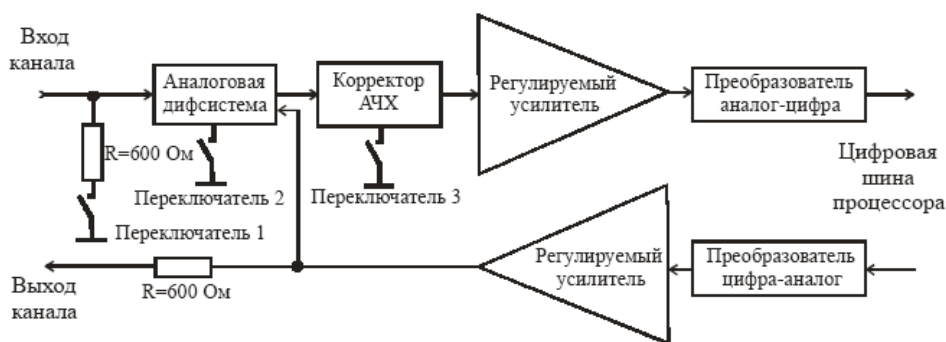 Вход
канала
Аналоговая
дифсистема
Корректор
АЧХ
Регулируемый
усилитель
Преобразователь
аналог-цифра
R=600 Ом
Переключатель 2
Переключатель 3
Переключатель 1
Цифровая
шина
процессора
Выход
канала
R=600 Ом
Регулируемый
усилитель
Преобразователь
цифра-аналог